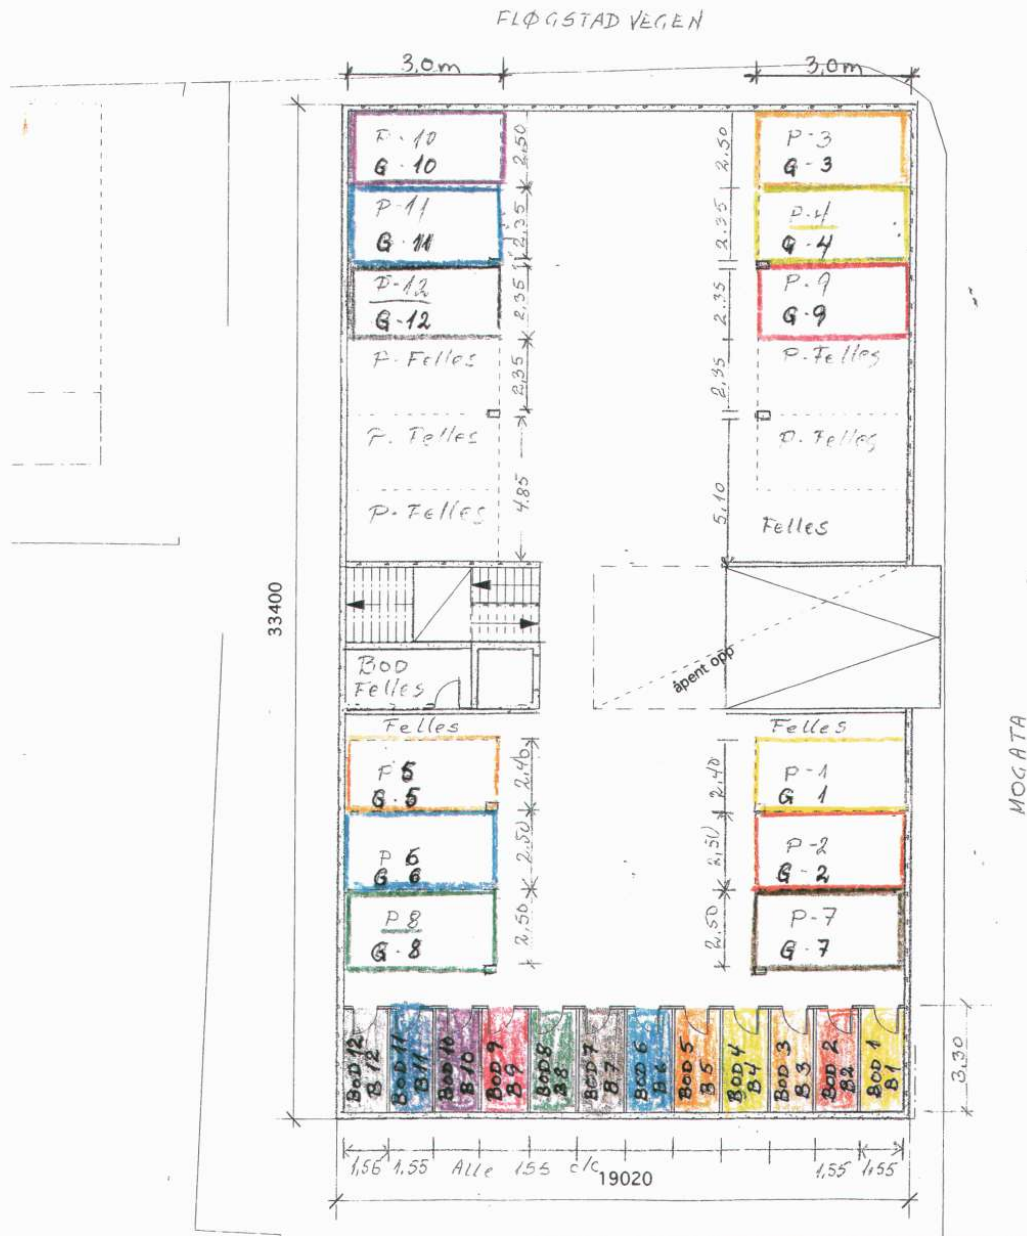 FLØGSTAD VEGEN
3,0m
3,0m
P-10
G-10
2,50
2,50
P-3
G-3
P-11
G-11
2,35
2,35
P-4
G-4
P-12
G-12
2,35
2,35
P-9
G-9
P-Felles
2,35
2,35
P-Felles
P-Felles
P-Felles
4,85
5,10
P-Felles
Felles
33400
BOD
Felles
åpent opp
Felles
Felles
P 5
G-5
2,40
2,40
P-1
G 1
MOGATA
P 6
G 6
2,50
2,50
P-2
G-2
P 8
G-8
2,50
2,50
P-7
G-7
BOD 12
B 12
BOD 11
B 11
BOD 10
B 10
BOD 9
B 9
BOD 8
B 8
BOD 7
B 7
BOD 6
B 6
BOD 5
B 5
BOD 4
B4
BOD 3
B 3
BOD 2
B2
BOD 1
B1
3,30
1,56 1,55 Alle 155 c/c 1,55 1,55
19020